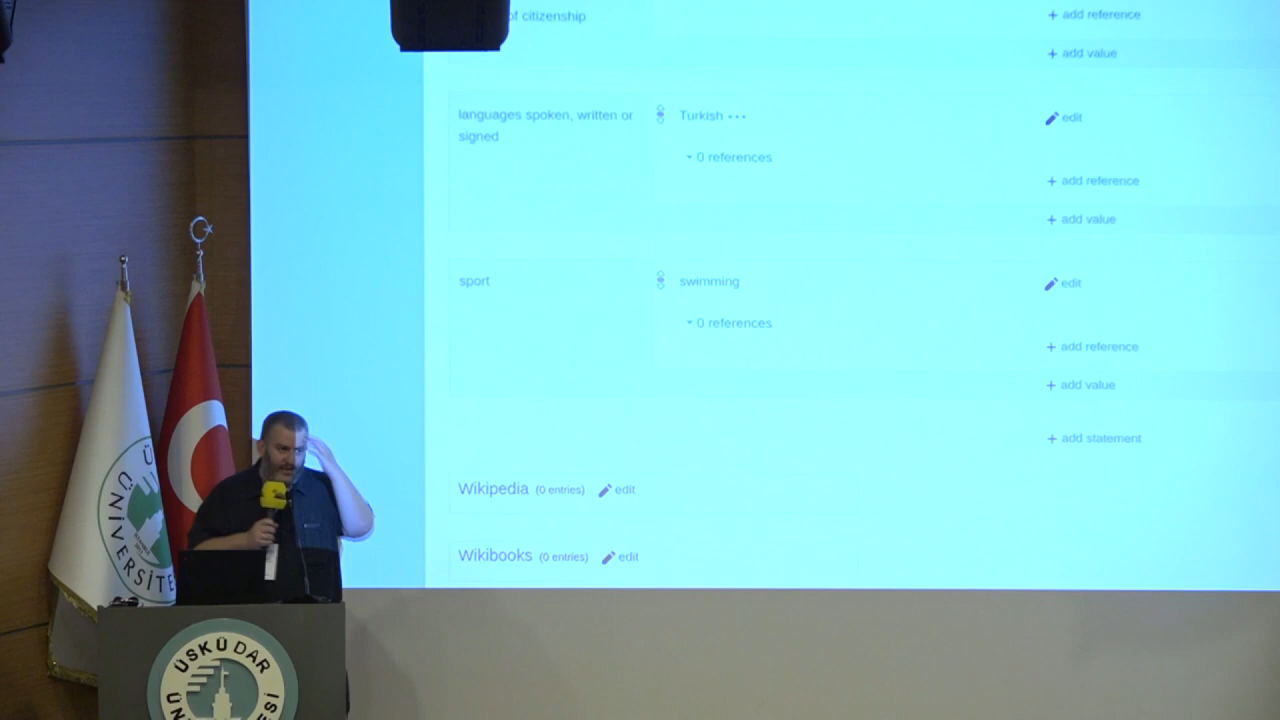 of citizenship
+ add reference
+ add value
languages spoken, written or
signed
Turkish •••
edit
0 references
+ add reference
+ add value
sport
swimming
edit
0 references
+ add reference
+ add value
+ add statement
Wikipedia (0 entries) edit
Wikibooks (0 entries) edit
ÜNİVERSİTE
ÜSKÜDAR